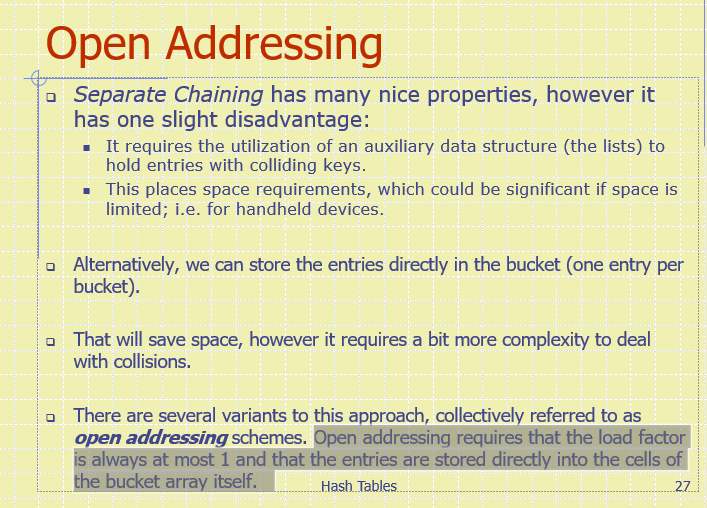 Open Addressing
Separate Chaining has many nice properties, however it
has one slight disadvantage:
It requires the utilization of an auxiliary data structure (the lists) to
hold entries with colliding keys.
This places space requirements, which could be significant if space is
limited; i.e. for handheld devices.
Alternatively, we can store the entries directly in the bucket (one entry per
bucket).
That will save space, however it requires a bit more complexity to deal
with collisions.
There are several variants to this approach, collectively referred to as
open addressing schemes. Open addressing requires that the load factor
is always at most 1 and that the entries are stored directly into the cells of
the bucket array itself.
Hash Tables
27